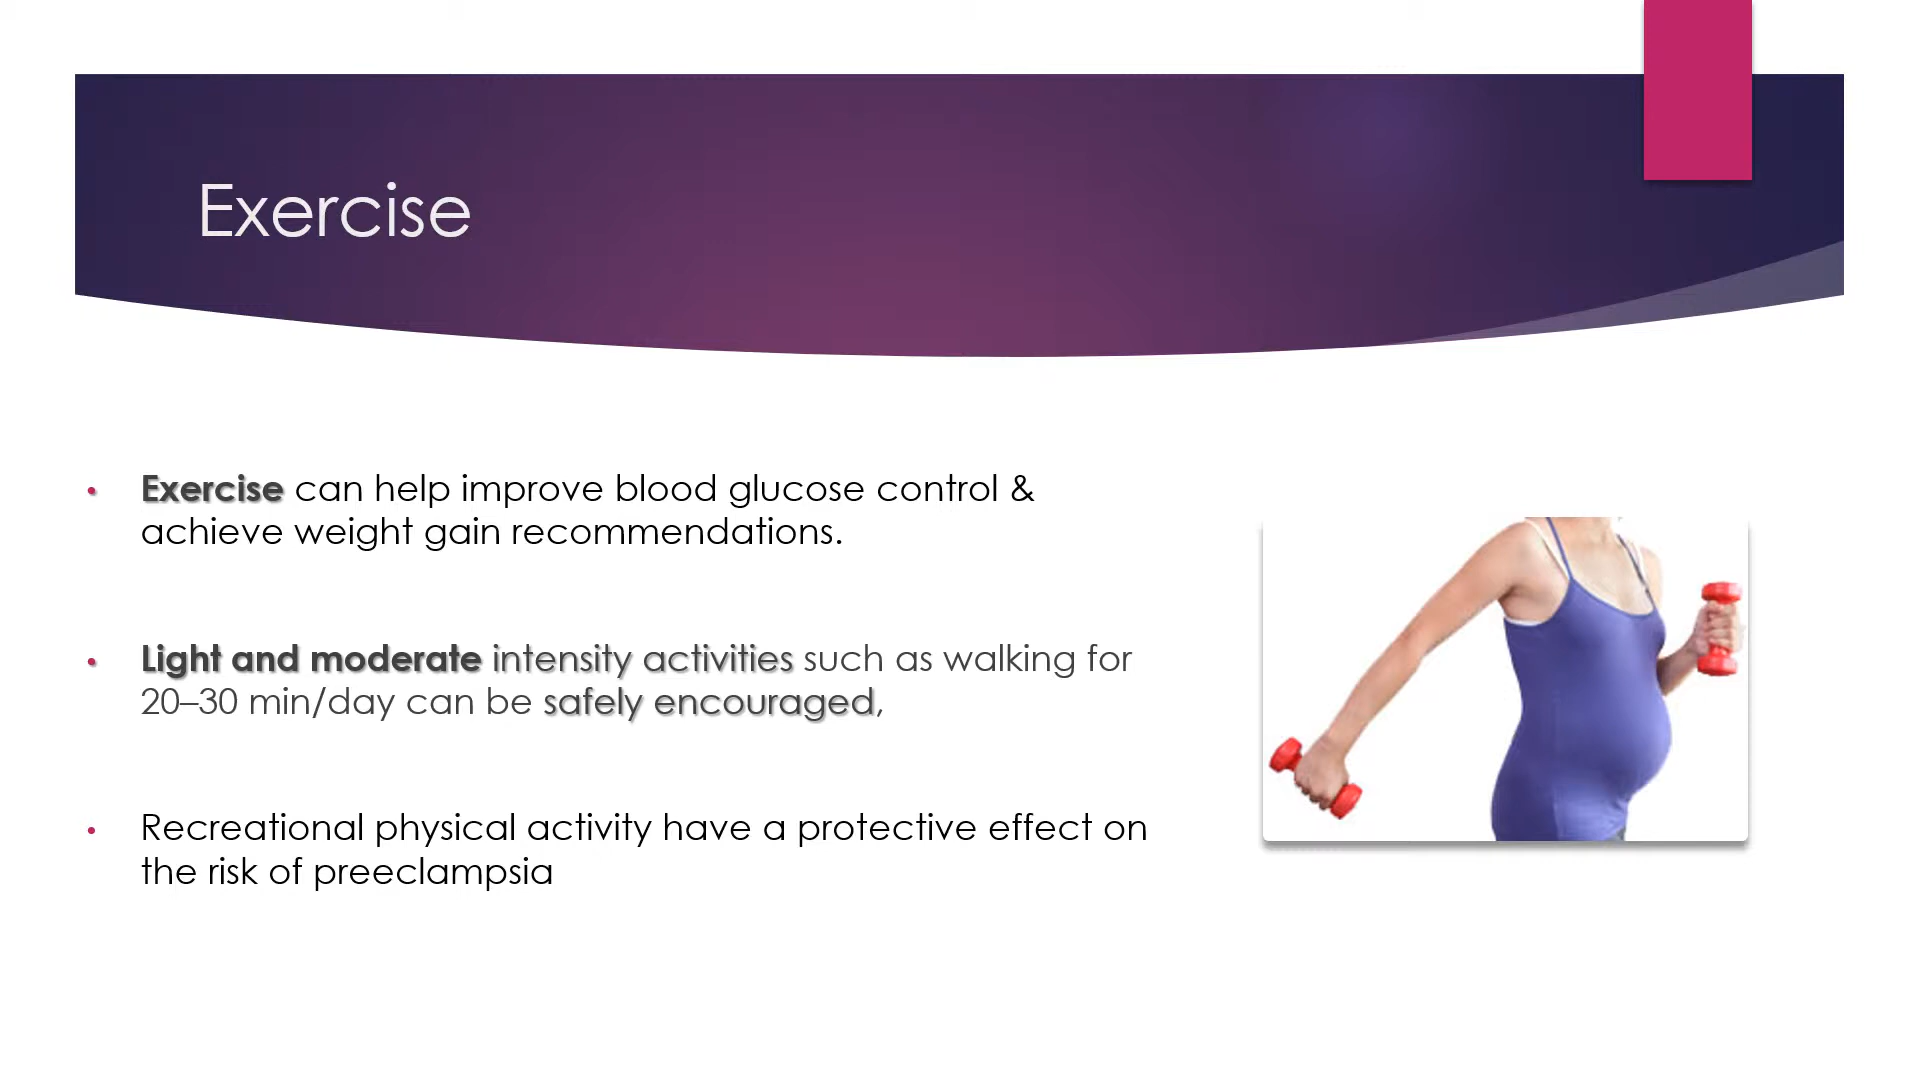 Exercise
• Exercise can help improve blood glucose control &
achieve weight gain recommendations.
• Light and moderate intensity activities such as walking for
20–30 min/day can be safely encouraged,
• Recreational physical activity have a protective effect on
the risk of preeclampsia